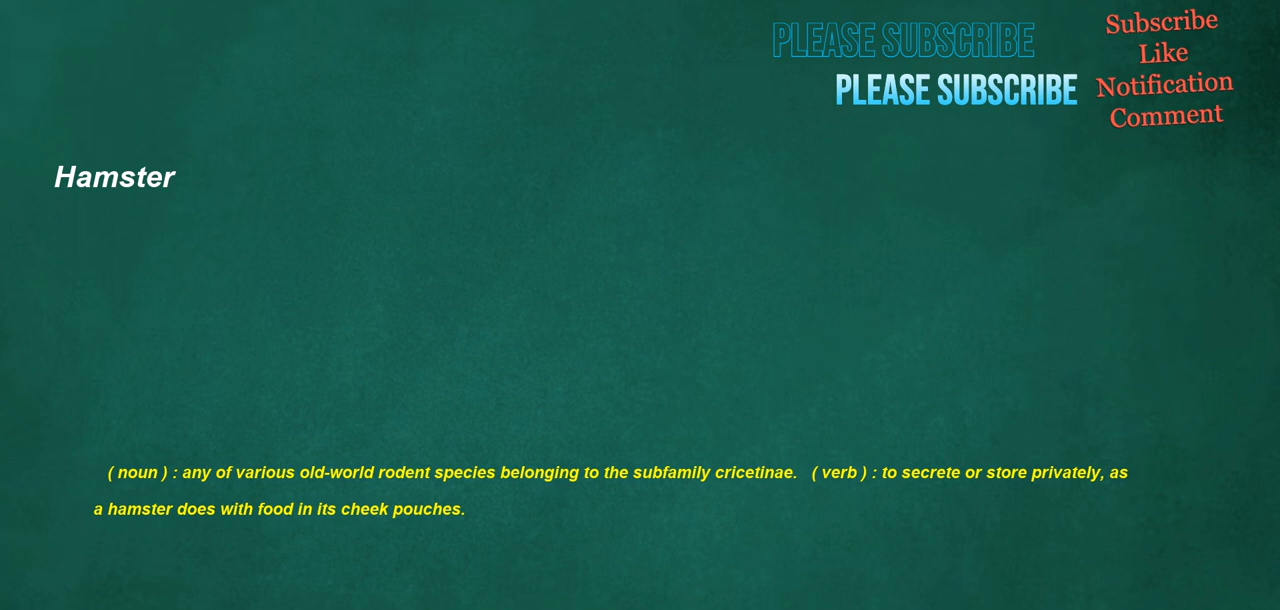 PLEASE SUBSCRIBE
PLEASE SUBSCRIBE
Subscribe
Like
Notification
Comment
Hamster
( noun ) : any of various old-world rodent species belonging to the subfamily cricetinae.   ( verb ) : to secrete or store privately, as
a hamster does with food in its cheek pouches.